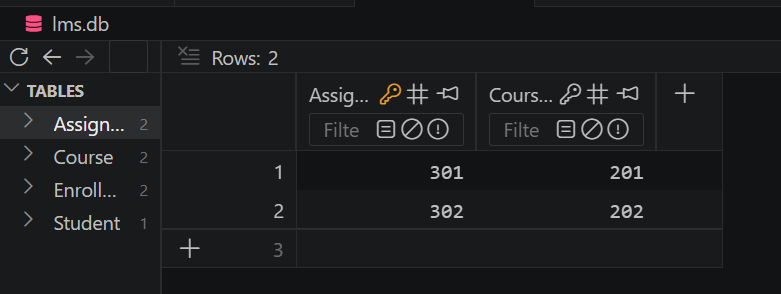 lms.db
Rows: 2
TABLES
Assign... 2
Course 2
Enroll... 2
Student 1
Assig... Cours...
Filte Filte
1 301 201
2 302 202
3